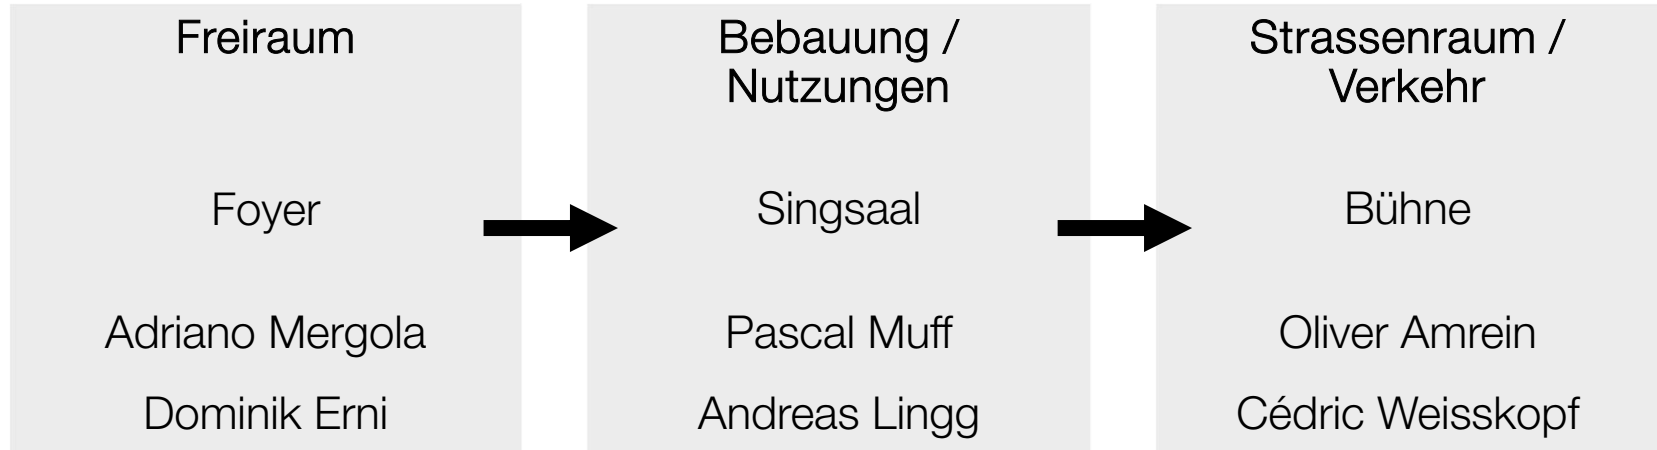 Freiraum
Foyer
Adriano Mergola
Dominik Erni
Bebauung /
Nutzungen
Singsaal
Pascal Muff
Andreas Lingg
Strassenraum /
Verkehr
Bühne
Oliver Amrein
Cédric Weisskopf